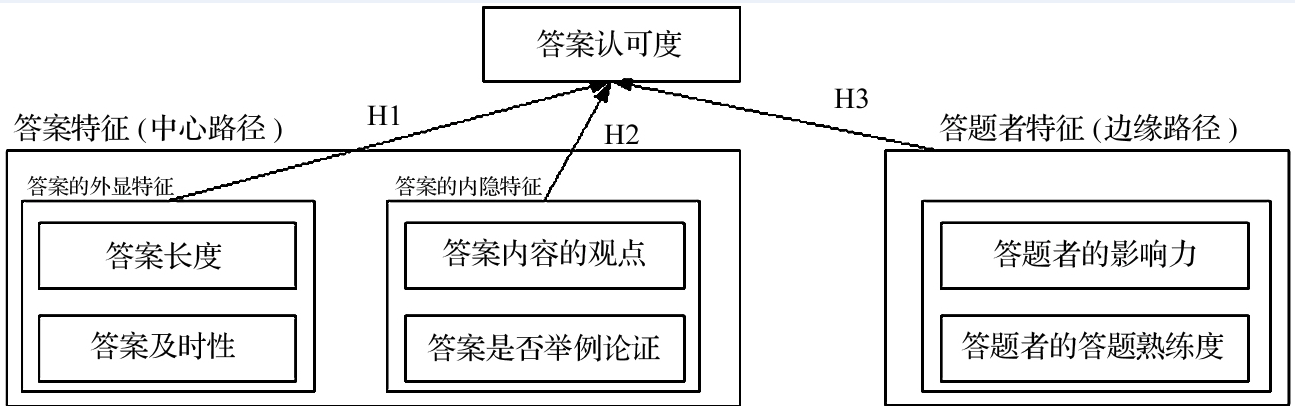 答案认可度
H1
H3
答案特征(中心路径)
H2
答题者特征(边缘路径)
答案的外显特征
答案的内隐特征
答案长度
答案内容的观点
答题者的影响力
答案及时性
答案是否举例论证
答题者的答题熟练度